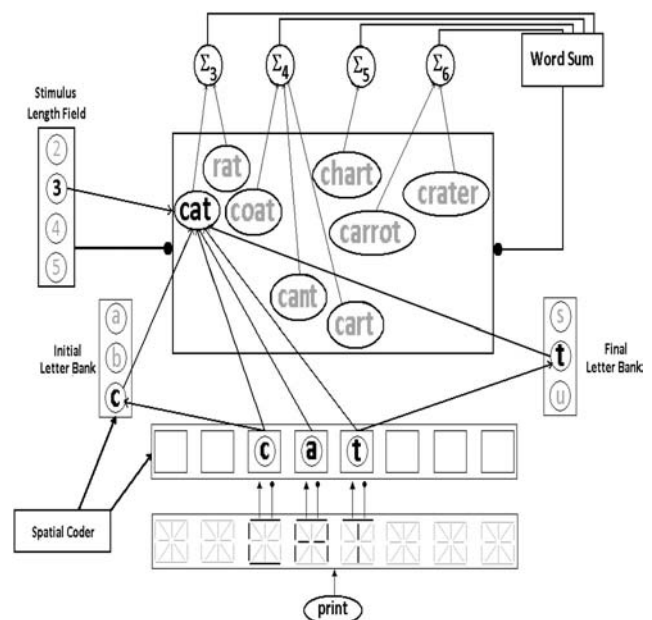 Σ3 Σ4 Σ5 Σ6
Word Sum
Stimulus
Length Field
2
3
4
5
rat
cat
coat
chart
crater
carrot
cant
cart
Initial
Letter Bank
a
b
c
s
t
u
Final
Letter Bank
c a t
Spatial Coder
print